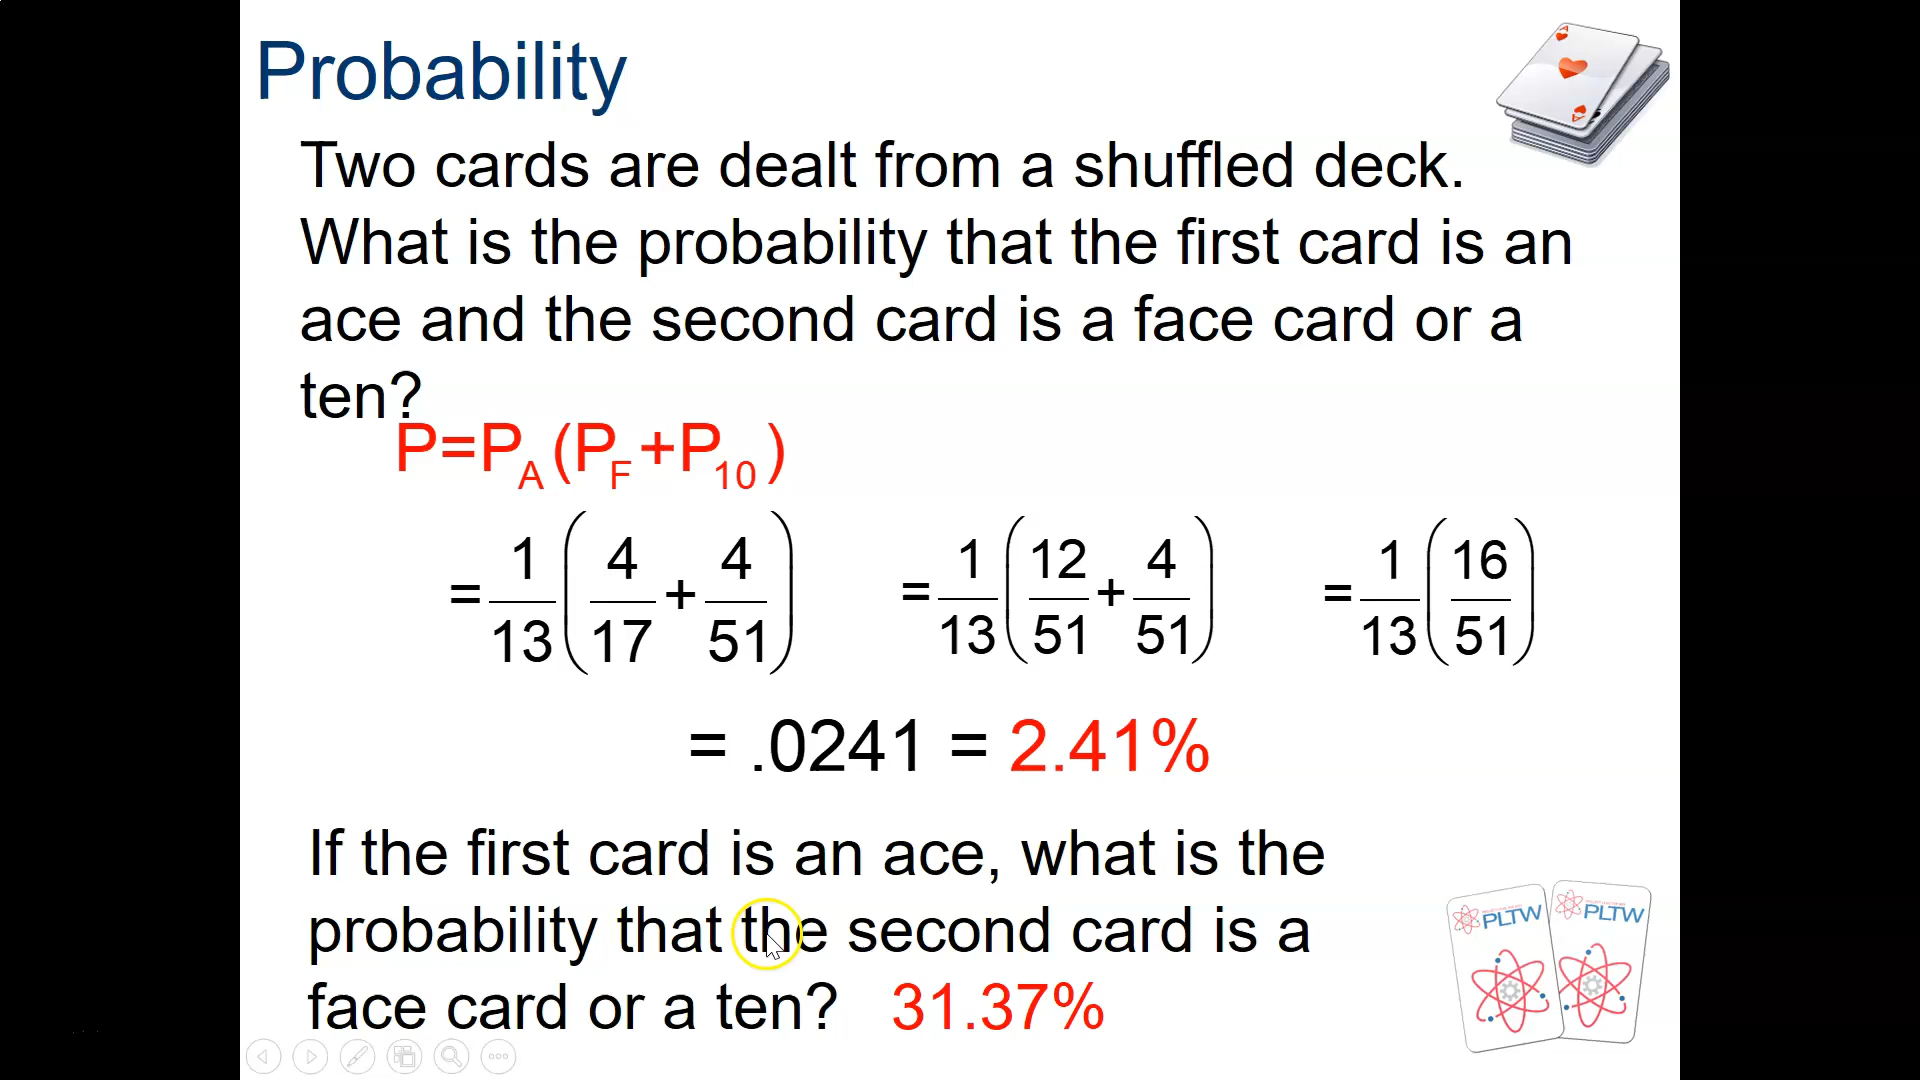 Probability
Two cards are dealt from a shuffled deck.
What is the probability that the first card is an
ace and the second card is a face card or a
ten?
P=P_A(P_F+P_10)
= 1/13 (4/17 + 4/51) = 1/13 (12/51 + 4/51) = 1/13 (16/51)
= .0241 = 2.41%
If the first card is an ace, what is the
probability that the second card is a
face card or a ten? 31.37%
PLTW PLTW